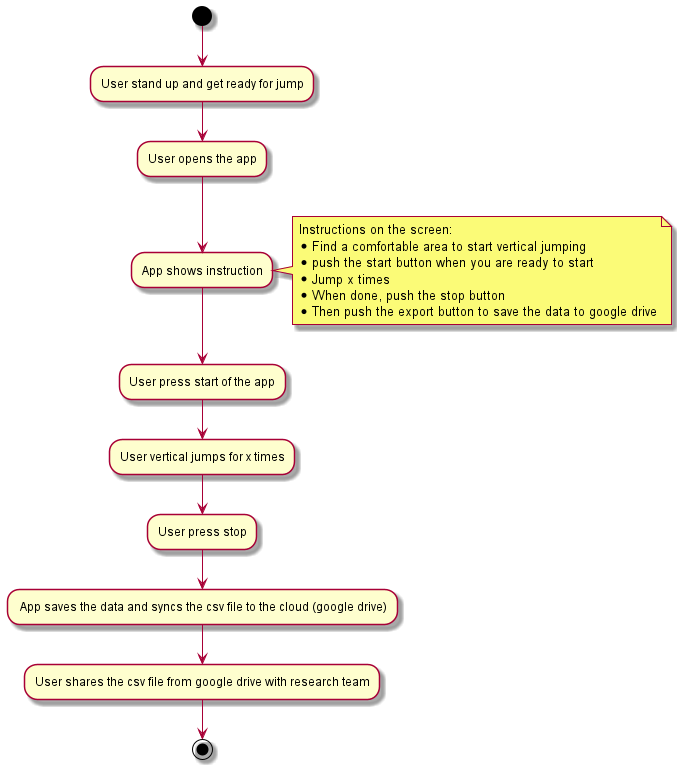 User stand up and get ready for jump
User opens the app
App shows instruction
Instructions on the screen:
• Find a comfortable area to start vertical jumping
• push the start button when you are ready to start
• Jump x times
• When done, push the stop button
• Then push the export button to save the data to google drive
User press start of the app
User vertical jumps for x times
User press stop
App saves the data and syncs the csv file to the cloud (google drive)
User shares the csv file from google drive with research team